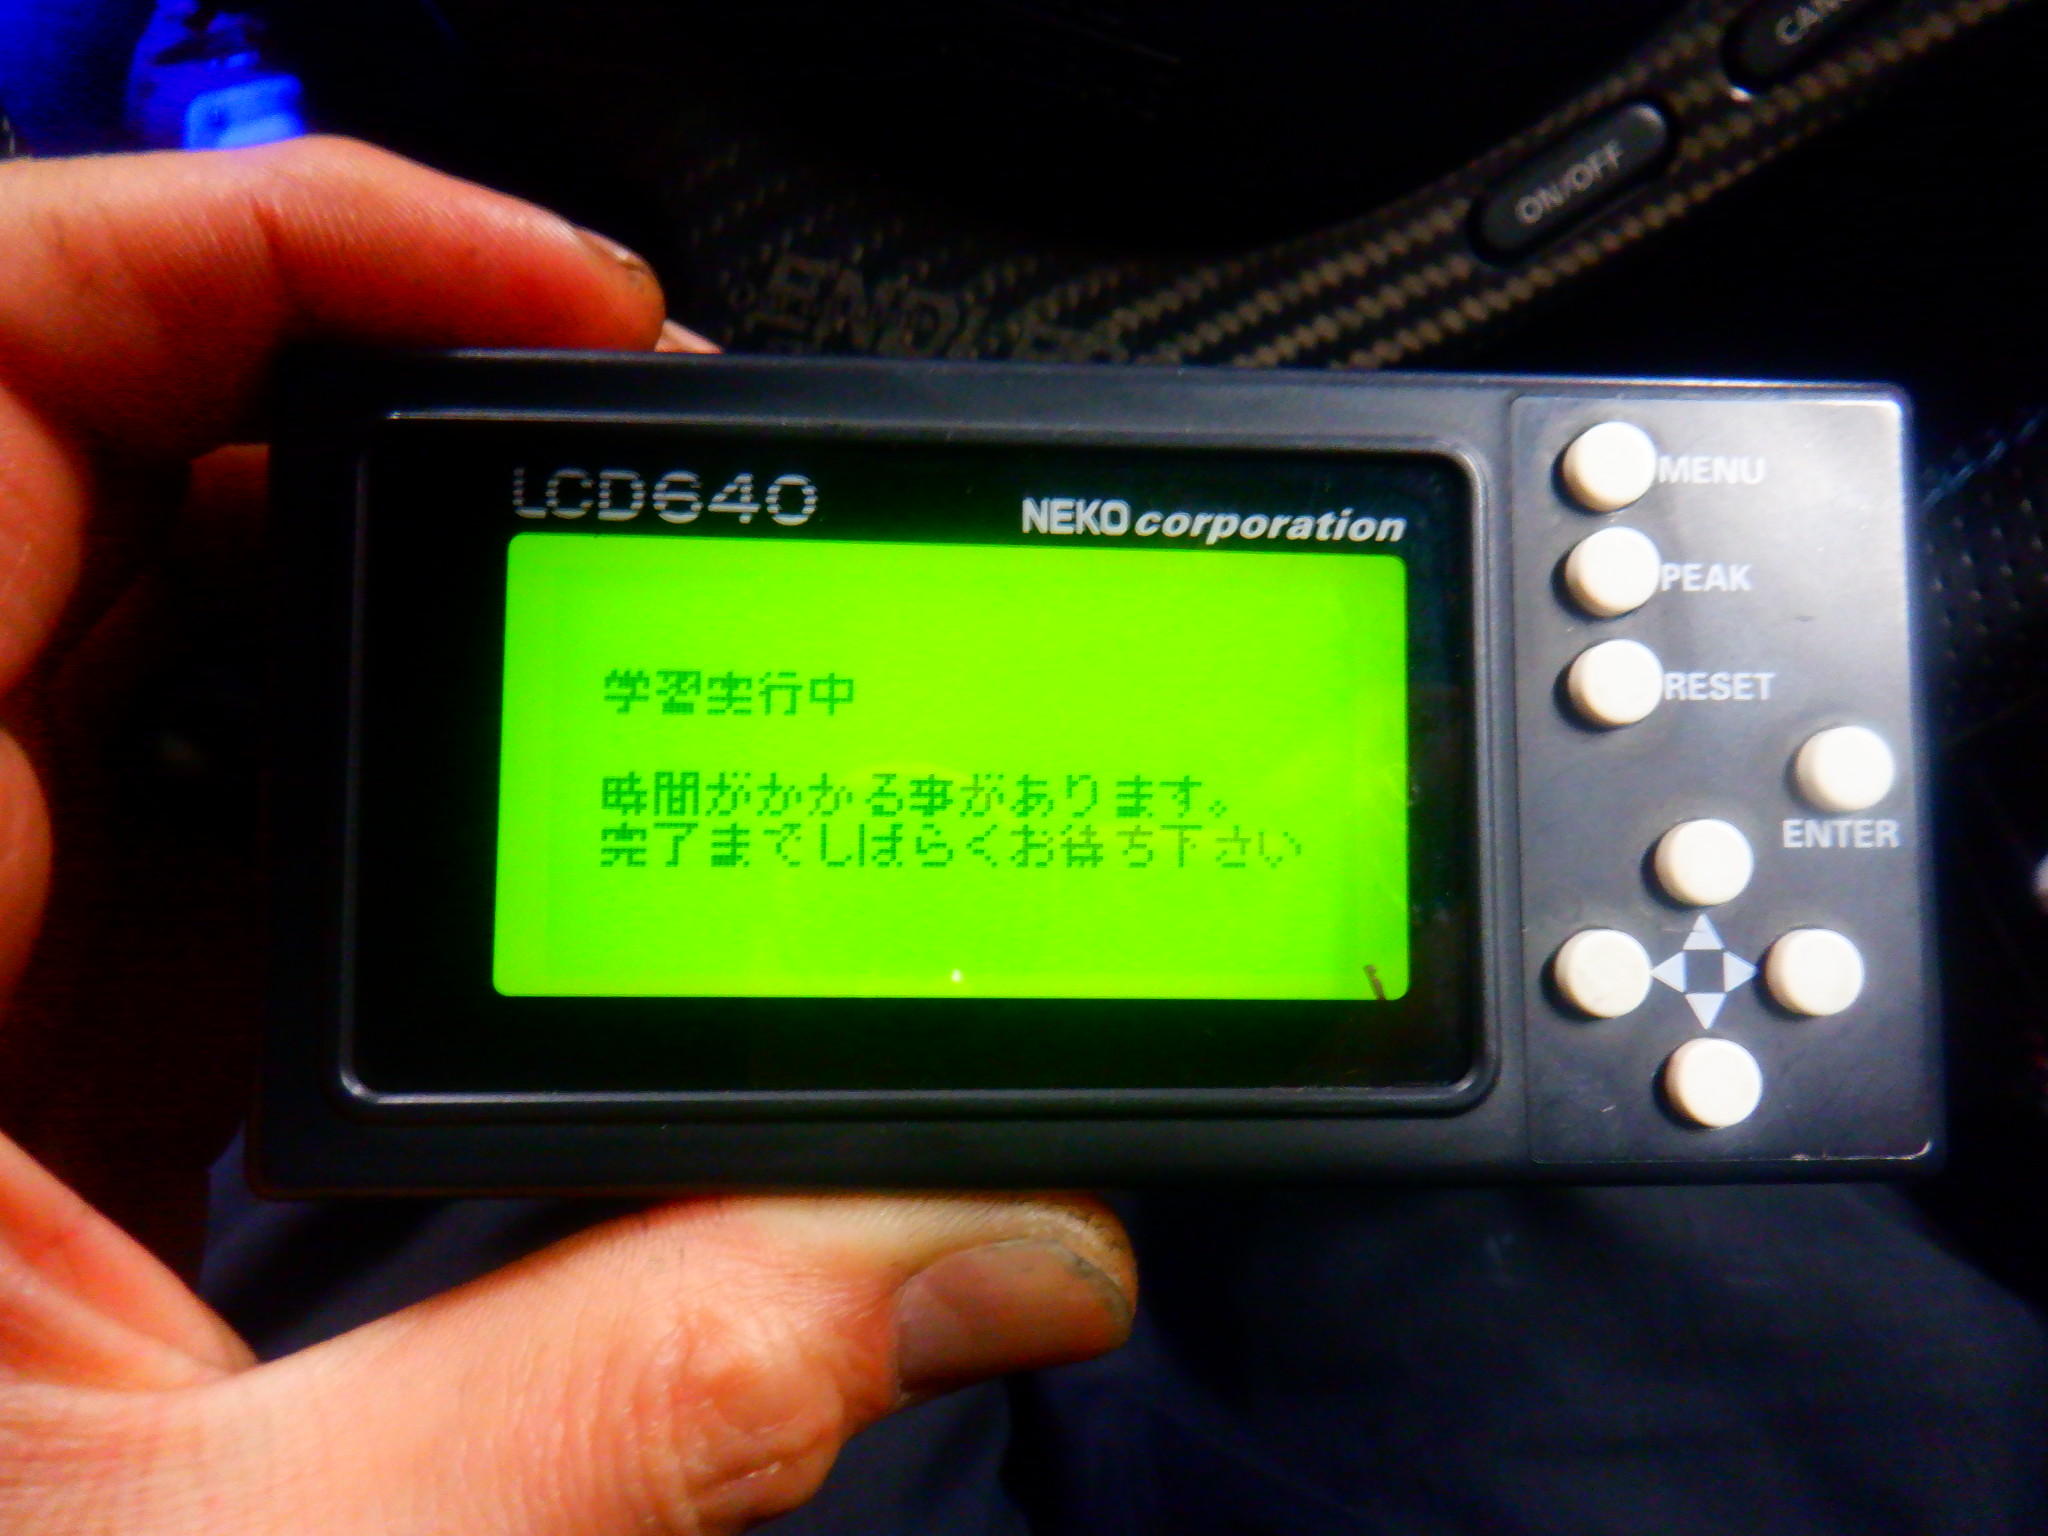 CAN
ON/OFF
LCD640
NEKO corporation
学習実行中
時間がかかる事があります。
完了までしばらくお待ち下さい
MENU
PEAK
RESET
ENTER